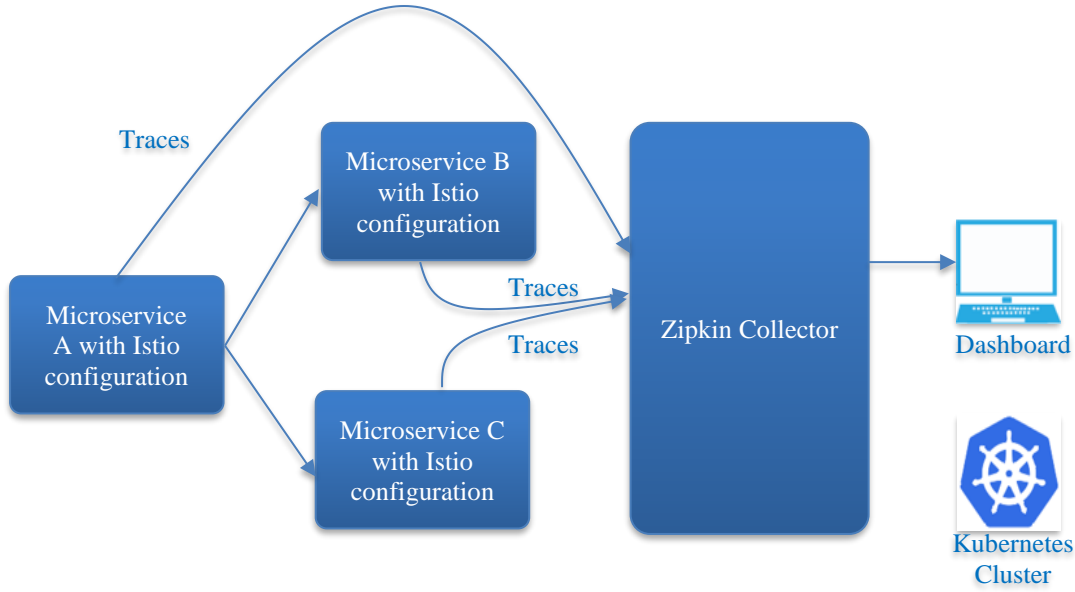 Traces
Microservice B
with Istio
configuration
Traces
Microservice
A with Istio
configuration
Zipkin Collector
Traces
Dashboard
Microservice C
with Istio
configuration
Kubernetes
Cluster